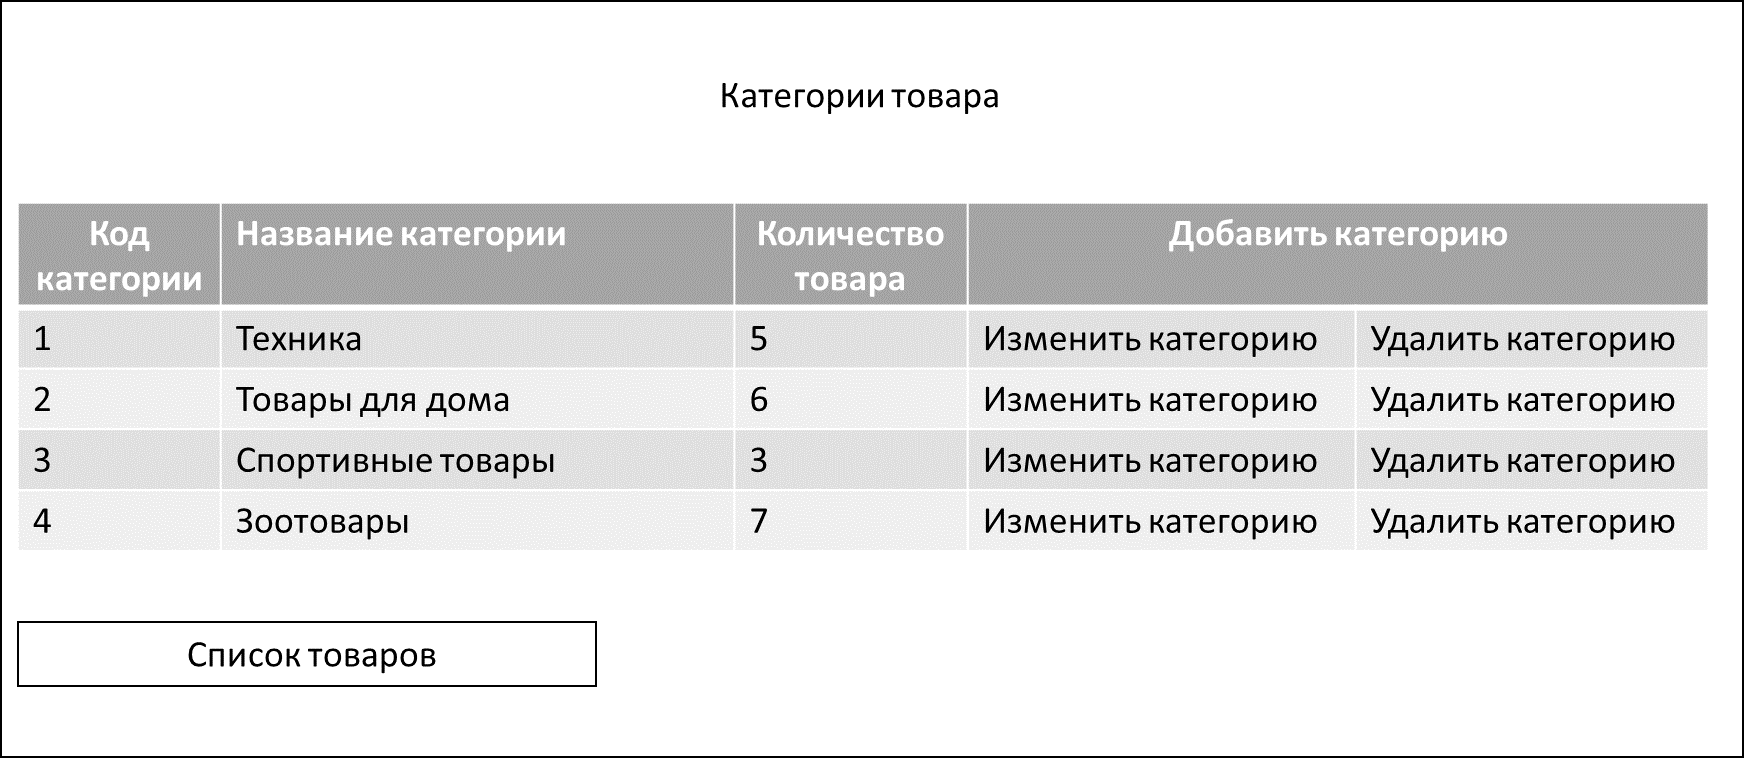 Категории товара
Код категории Название категории Количество товара Добавить категорию
1 Техника 5 Изменить категорию Удалить категорию
2 Товары для дома 6 Изменить категорию Удалить категорию
3 Спортивные товары 3 Изменить категорию Удалить категорию
4 Зоотовары 7 Изменить категорию Удалить категорию
Список товаров